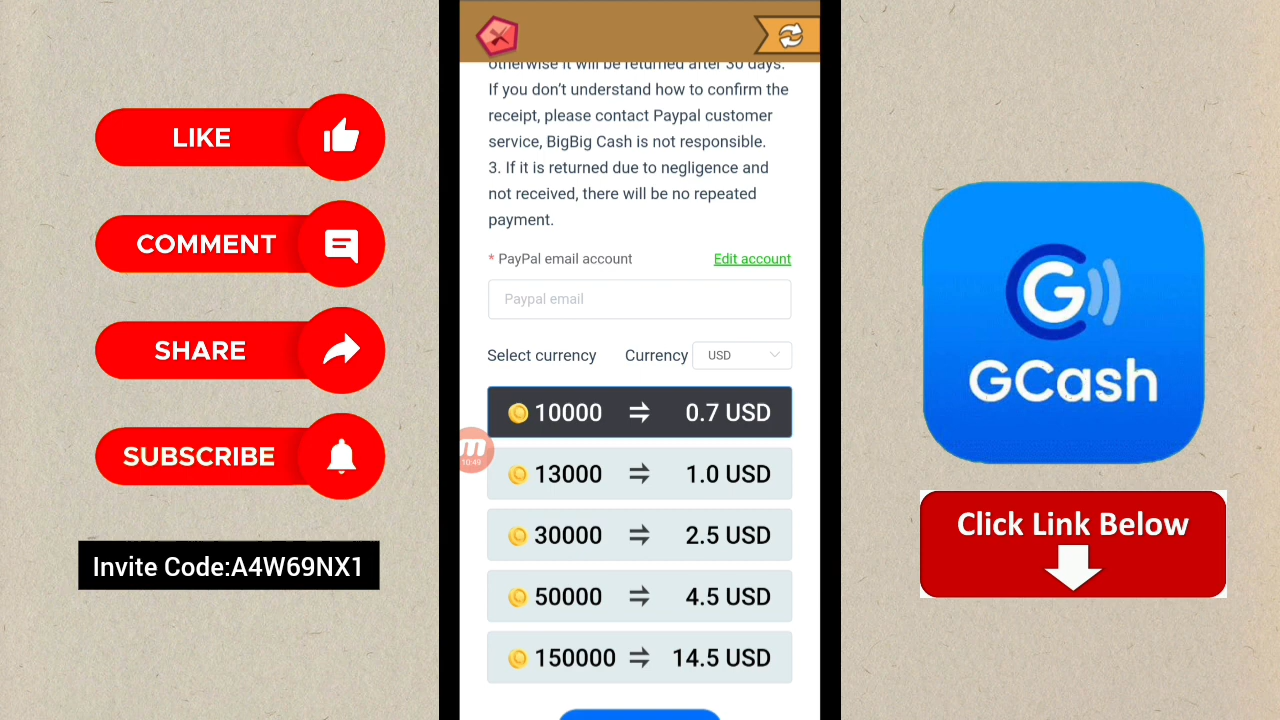 LIKE
COMMENT
SHARE
SUBSCRIBE
Invite Code:A4W69NX1
otherwise it will be returned after 30 days.
If you don’t understand how to confirm the
receipt, please contact Paypal customer
service, BigBig Cash is not responsible.
3. If it is returned due to negligence and
not received, there will be no repeated
payment.
* PayPal email account Edit account
Paypal email
Select currency Currency USD
10000 0.7 USD
13000 1.0 USD
30000 2.5 USD
50000 4.5 USD
150000 14.5 USD
10:49
G
GCash
Click Link Below